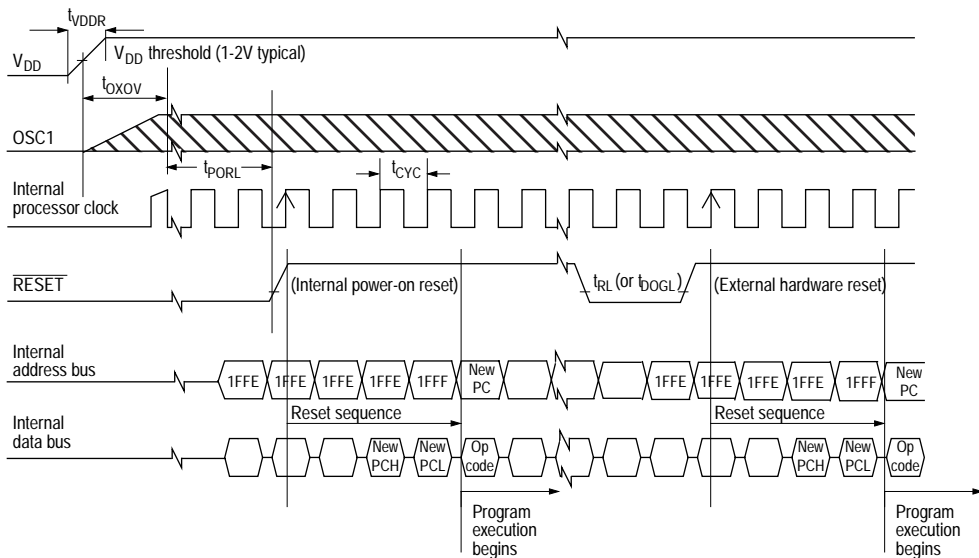 tVDDR
VDD
VDD threshold (1-2V typical)
tOXOV
OSC1
tPORL
tCYC
Internal
processor clock
RESET
(Internal power-on reset)
tRL (or tDOGL)
(External hardware reset)
Internal
address bus
1FFE 1FFE 1FFE 1FFE 1FFF New PC 1FFE 1FFE 1FFE 1FFE 1FFF New PC
Reset sequence
Reset sequence
Internal
data bus
New PCH New PCL Op code New PCH New PCL Op code
Program
execution
begins
Program
execution
begins